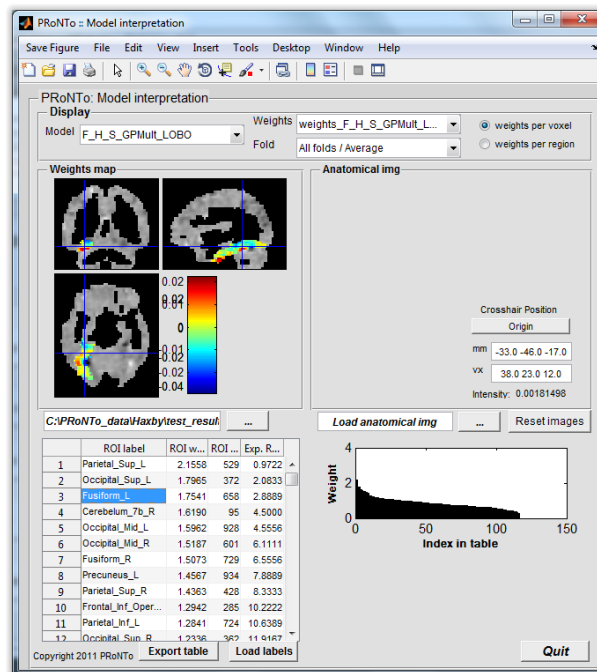 PRoNTo :: Model interpretation
Save Figure File Edit View Insert Tools Desktop Window Help
PRoNTo: Model interpretation
Display
Model F_H_S_GPMult_LOBO
Weights weights_F_H_S_GPMult_L...
Fold All folds / Average
weights per voxel
weights per region
Weights map
Anatomical img
0.02
0.02
0
-0.01
-0.02
-0.04
Crosshair Position
Origin
mm -33.0 -46.0 -17.0
vx 38.0 23.0 12.0
Intensity: 0.00181498
C:\PRoNTo_data\Haxby\test_resul ...
Load anatomical img ... Reset images
ROI label ROI w... ROI ... Exp. R...
1 Parietal_Sup_L 2.1558 529 0.9722
2 Occipital_Sup_L 1.7965 372 2.0833
3 Fusiform_L 1.7541 658 2.8889
4 Cerebelum_7b_R 1.6190 95 4.5000
5 Occipital_Mid_L 1.5962 928 4.5556
6 Occipital_Mid_R 1.5187 601 6.1111
7 Fusiform_R 1.5073 729 6.5556
8 Precuneus_L 1.4567 934 7.8889
9 Parietal_Sup_R 1.4363 428 8.3333
10 Frontal_Inf_Oper... 1.2942 285 10.2222
11 Parietal_Inf_L 1.2841 724 10.6389
12 Occipital_Sup_R 1.2336 362 11.9167
Weight
4
2
0
0 50 100 150
Index in table
Copyright 2011 PRoNTo Export table Load labels Quit